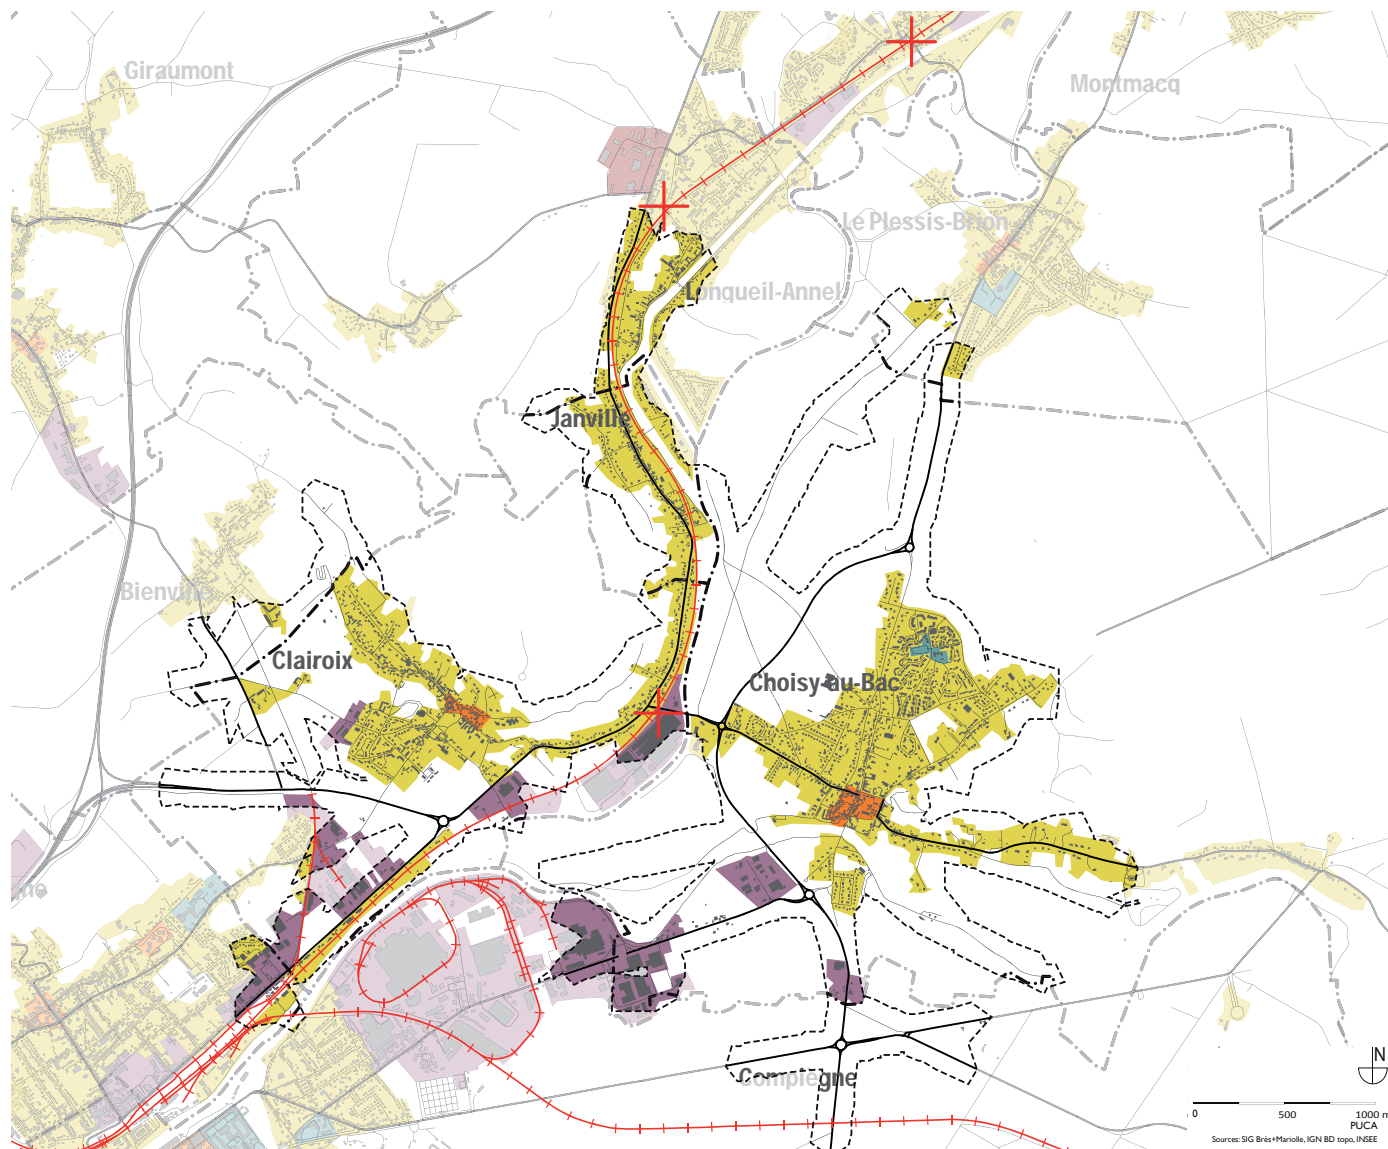 Giraumont
Montmacq
Le Plessis-Brion
Longueil-Annel
Janville
Bienville
Clairoix
Choisy-au-Bac
Compiègne
N
0 500 1000 m
PUCA
Sources: SIG Brès+Mariolle, IGN BD topo, INSEE